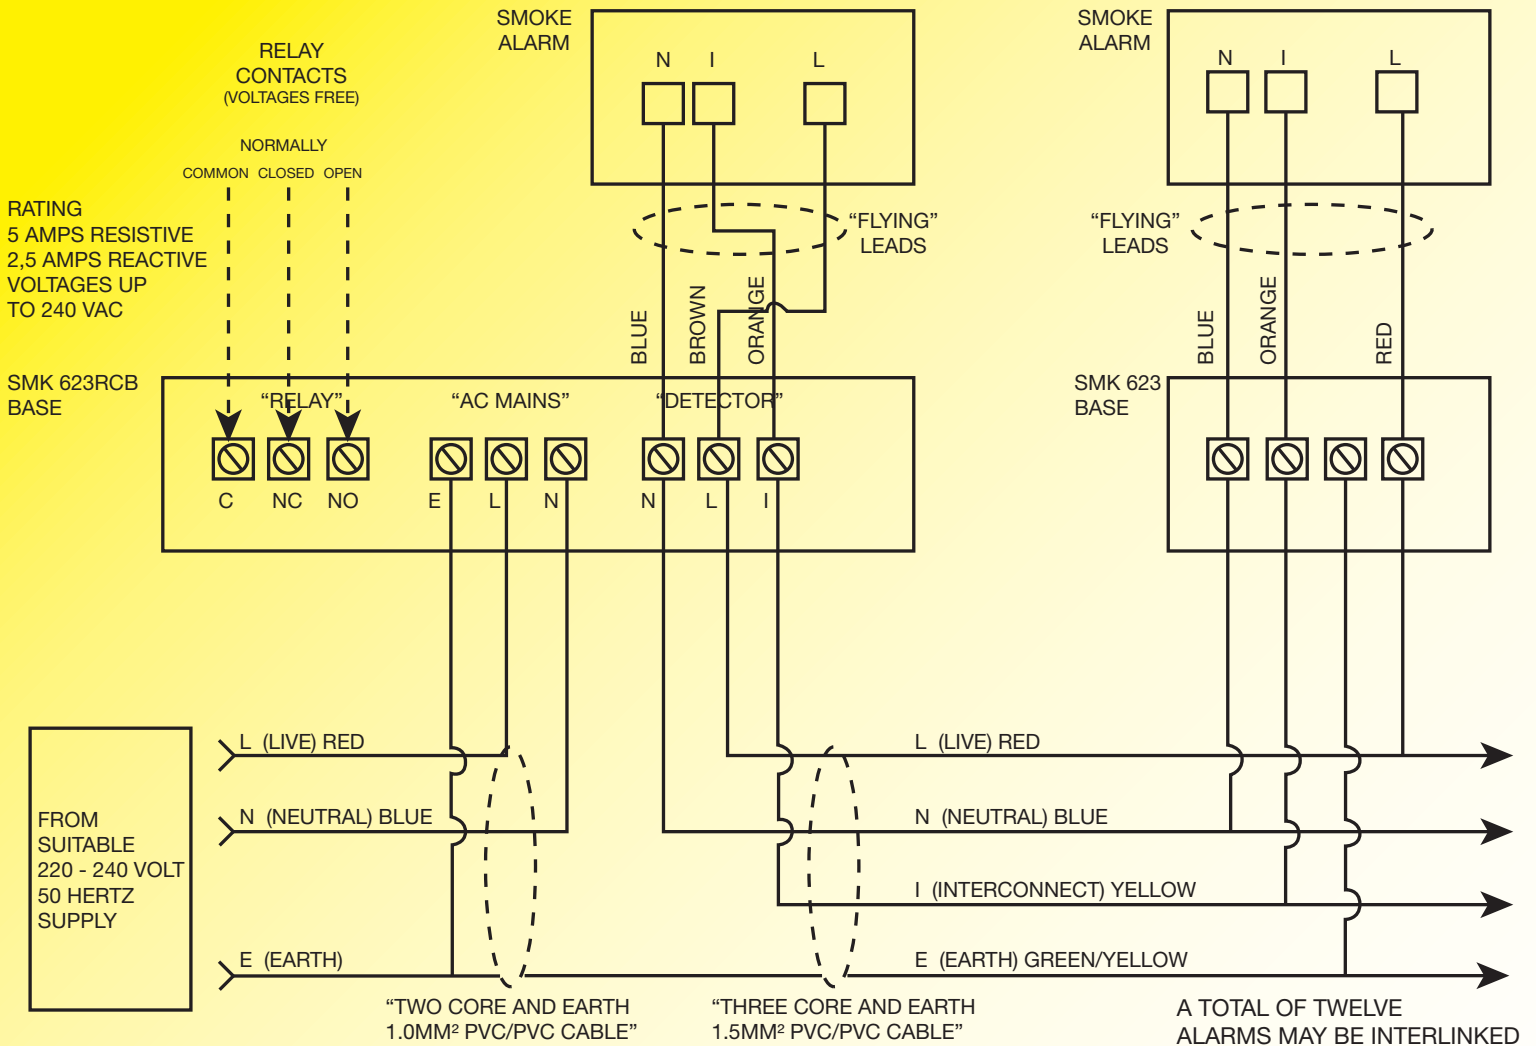 SMOKE
ALARM
N I L
SMOKE
ALARM
N I L
RELAY
CONTACTS
(VOLTAGES FREE)
NORMALLY
COMMON CLOSED OPEN
RATING
5 AMPS RESISTIVE
2,5 AMPS REACTIVE
VOLTAGES UP
TO 240 VAC
“FLYING”
LEADS
“FLYING”
LEADS
BLUE
BROWN
ORANGE
BLUE
ORANGE
RED
SMK 623RCB
BASE
“RELAY” “AC MAINS” “DETECTOR”
C NC NO E L N N L I
SMK 623
BASE
FROM
SUITABLE
220 - 240 VOLT
50 HERTZ
SUPPLY
L (LIVE) RED
N (NEUTRAL) BLUE
E (EARTH)
L (LIVE) RED
N (NEUTRAL) BLUE
I (INTERCONNECT) YELLOW
E (EARTH) GREEN/YELLOW
“TWO CORE AND EARTH
1.0MM² PVC/PVC CABLE”
“THREE CORE AND EARTH
1.5MM² PVC/PVC CABLE”
A TOTAL OF TWELVE
ALARMS MAY BE INTERLINKED